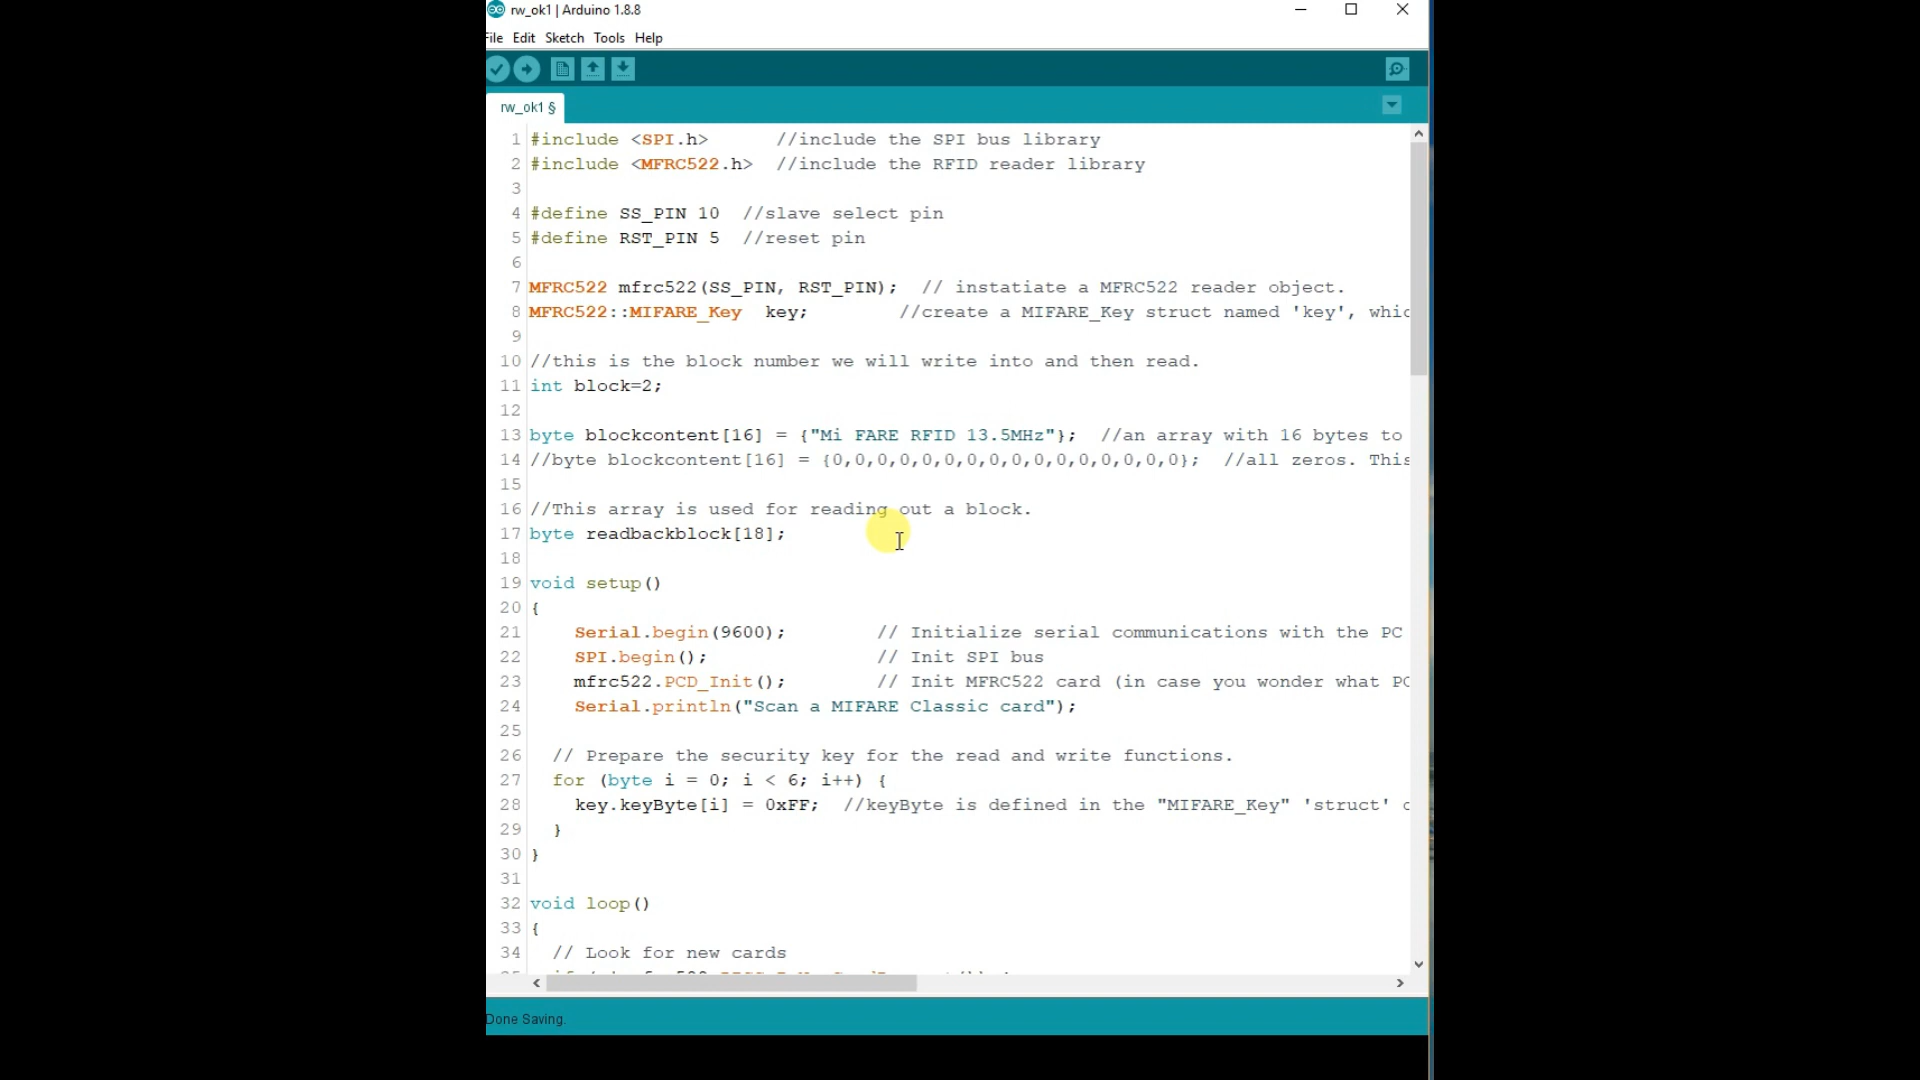 rw_ok1 | Arduino 1.8.8
File Edit Sketch Tools Help
rw_ok1 §
1 #include <SPI.h> //include the SPI bus library
2 #include <MFRC522.h> //include the RFID reader library
3
4 #define SS_PIN 10 //slave select pin
5 #define RST_PIN 5 //reset pin
6
7 MFRC522 mfrc522(SS_PIN, RST_PIN); // instatiate a MFRC522 reader object.
8 MFRC522::MIFARE_Key key; //create a MIFARE_Key struct named 'key', whic
9
10 //this is the block number we will write into and then read.
11 int block=2;
12
13 byte blockcontent[16] = {"Mi FARE RFID 13.5MHz"}; //an array with 16 bytes to
14 //byte blockcontent[16] = {0,0,0,0,0,0,0,0,0,0,0,0,0,0,0,0}; //all zeros. This
15
16 //This array is used for reading out a block.
17 byte readbackblock[18];
18
19 void setup()
20 {
21 Serial.begin(9600); // Initialize serial communications with the PC
22 SPI.begin(); // Init SPI bus
23 mfrc522.PCD_Init(); // Init MFRC522 card (in case you wonder what PC
24 Serial.println("Scan a MIFARE Classic card");
25
26 // Prepare the security key for the read and write functions.
27 for (byte i = 0; i < 6; i++) {
28 key.keyByte[i] = 0xFF; //keyByte is defined in the "MIFARE_Key" 'struct' c
29 }
30 }
31
32 void loop()
33 {
34 // Look for new cards
Done Saving.